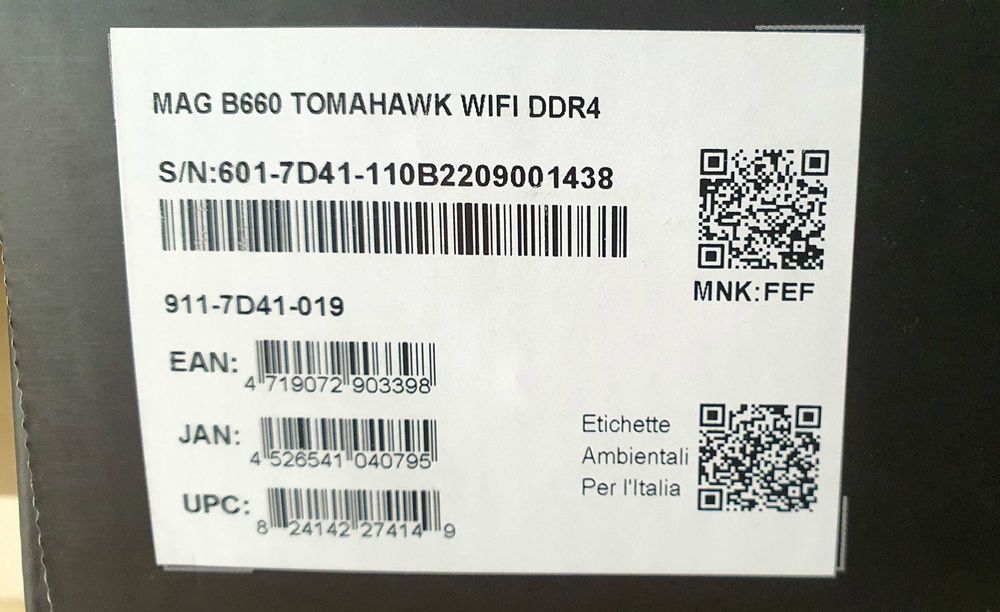 MAG B660 TOMAHAWK WIFI DDR4
S/N:601-7D41-110B2209001438
MNK:FEF
911-7D41-019
EAN:
4 719072 903398
JAN:
4 526541 040795
UPC:
8 24142 27414 9
Etichette
Ambientali
Per l'Italia